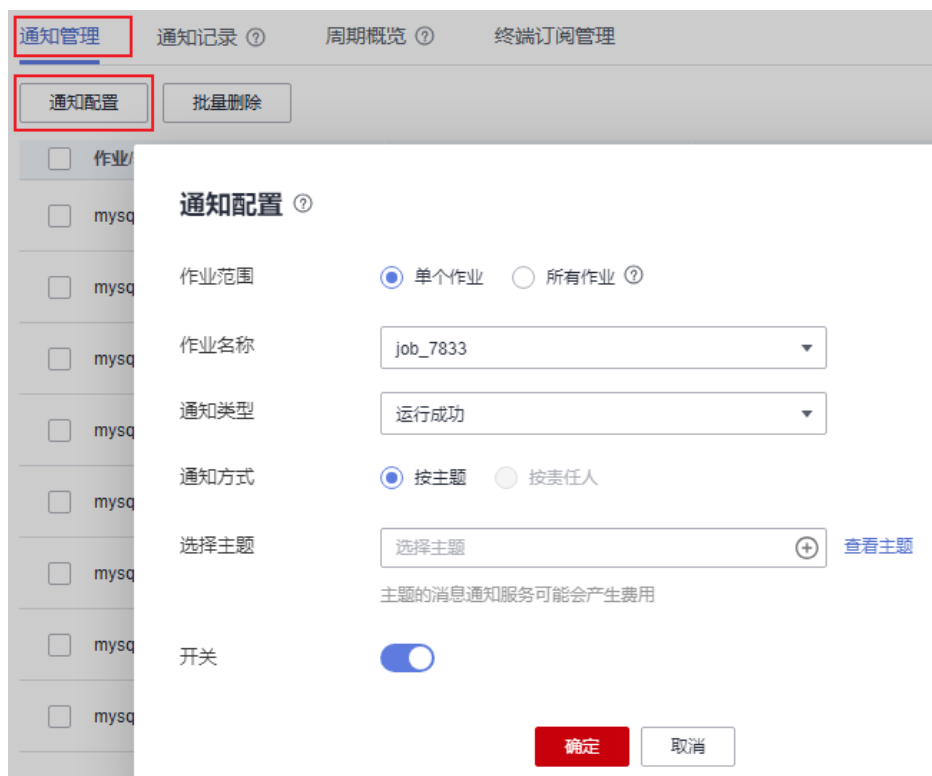 通知管理 通知记录 周期概览 终端订阅管理
通知配置 批量删除
作业/
通知配置
mysq
作业范围 单个作业 所有作业
mysq
作业名称 job_7833
mysq
通知类型 运行成功
mysq
通知方式 按主题 按责任人
mysq
选择主题 选择主题 查看主题
mysq
主题的消息通知服务可能会产生费用
mysq
开关
mysq
确定 取消